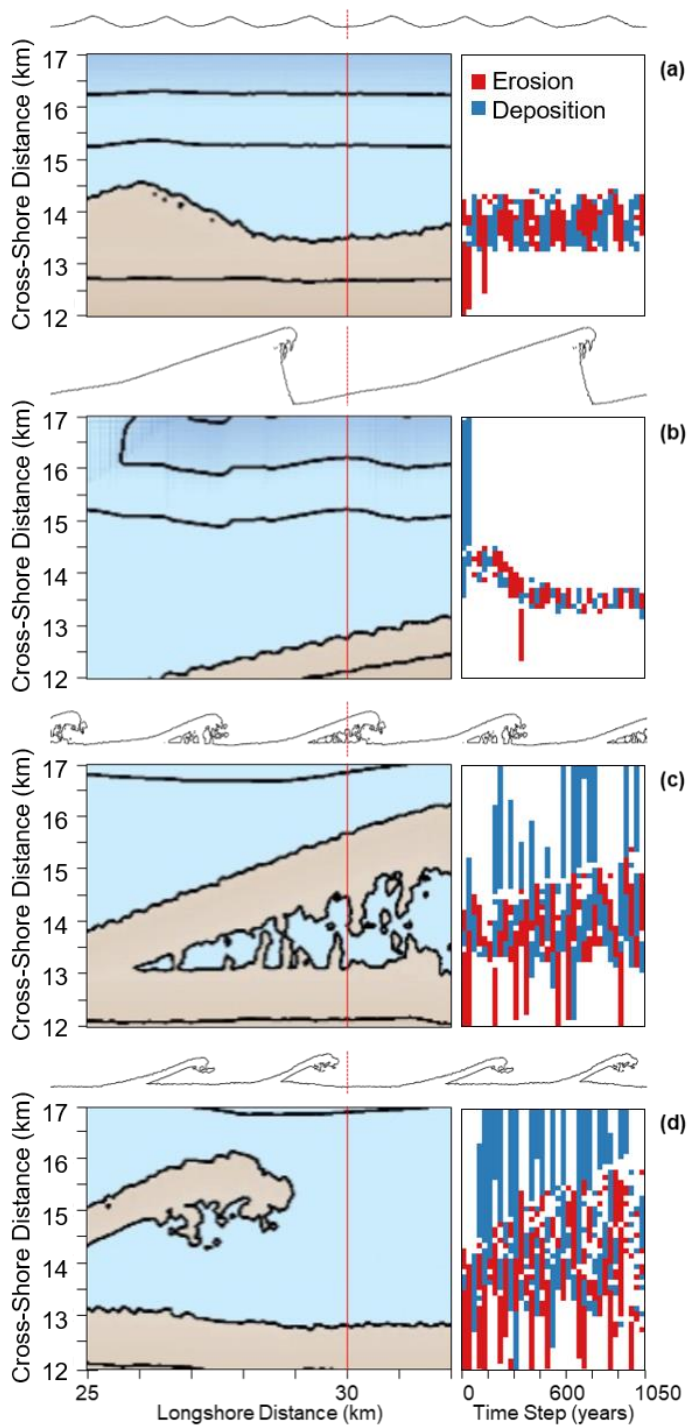 (a)
Erosion
Deposition
Cross-Shore Distance (km)
17
16
15
14
13
12
(b)
Cross-Shore Distance (km)
17
16
15
14
13
12
(c)
Cross-Shore Distance (km)
17
16
15
14
13
12
(d)
Cross-Shore Distance (km)
17
16
15
14
13
12
25 30 0 600 1050
Longshore Distance (km) Time Step (years)